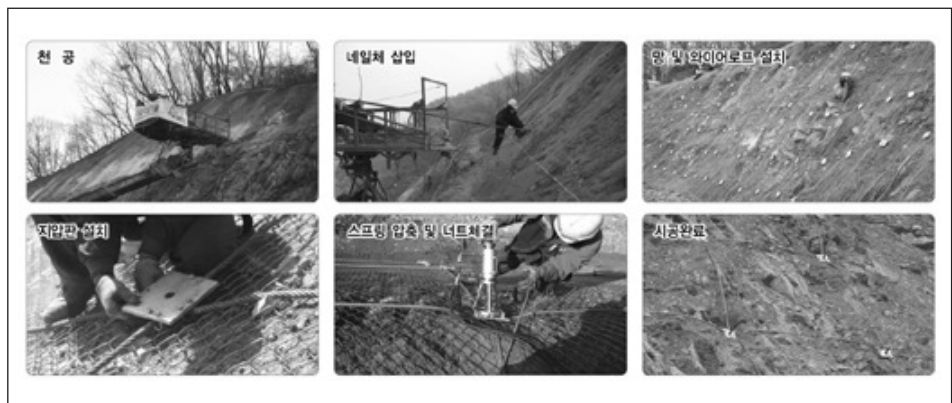 천 공
네일체 삽입
망 및 와이어로프 설치
지압판 설치
스프링 압축 및 너트체결
시공완료